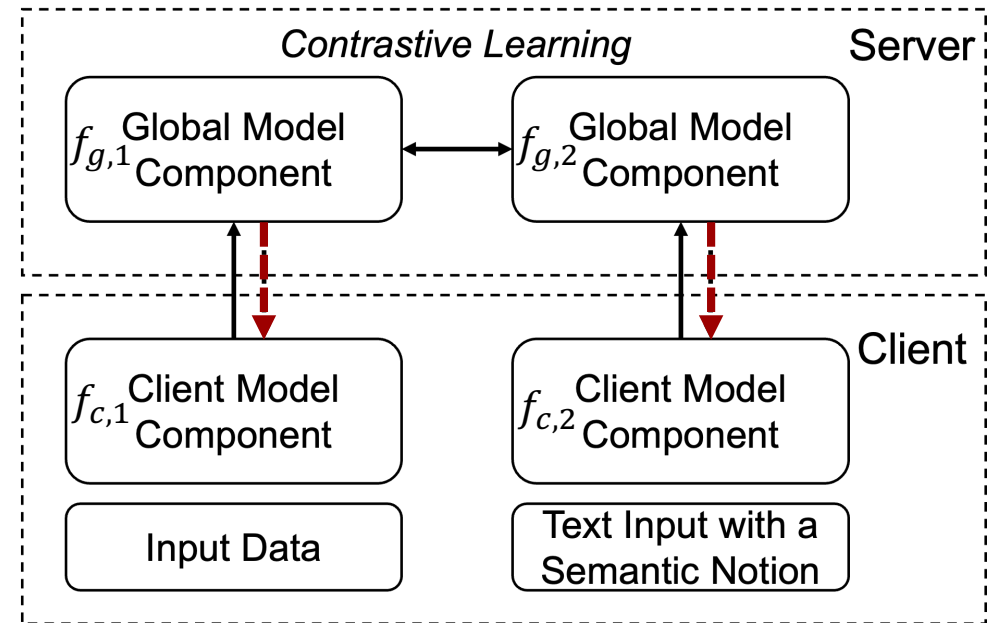 Contrastive Learning
Server
f_{g,1}
Global Model
Component
f_{g,2}
Global Model
Component
Client
f_{c,1}
Client Model
Component
f_{c,2}
Client Model
Component
Input Data
Text Input with a
Semantic Notion